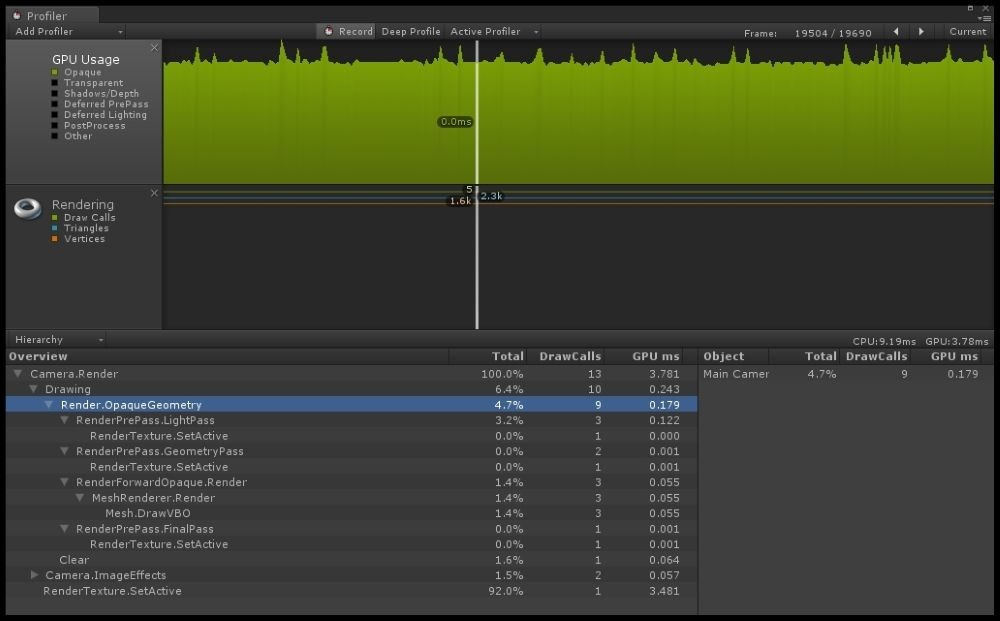 Profiler
Add Profiler
Record Deep Profile Active Profiler Frame: 19504 / 19690 Current
GPU Usage
Opaque
Transparent
Shadows/Depth
Deferred PrePass
Deferred Lighting
PostProcess
Other
0.0ms
Rendering
Draw Calls
Triangles
Vertices
5
2.3k
1.6k
Hierarchy CPU:9.19ms GPU:3.78ms
Overview Total DrawCalls GPU ms Object Total DrawCalls GPU ms
Camera.Render 100.0% 13 3.781 Main Camer 4.7% 9 0.179
Drawing 6.4% 10 0.243
Render.OpaqueGeometry 4.7% 9 0.179
RenderPrePass.LightPass 3.2% 3 0.122
RenderTexture.SetActive 0.0% 1 0.000
RenderPrePass.GeometryPass 0.0% 2 0.001
RenderTexture.SetActive 0.0% 1 0.001
RenderForwardOpaque.Render 1.4% 3 0.055
MeshRenderer.Render 1.4% 3 0.055
Mesh.DrawVBO 1.4% 3 0.055
RenderPrePass.FinalPass 0.0% 1 0.001
RenderTexture.SetActive 0.0% 1 0.001
Clear 1.6% 1 0.064
Camera.ImageEffects 1.5% 2 0.057
RenderTexture.SetActive 92.0% 1 3.481